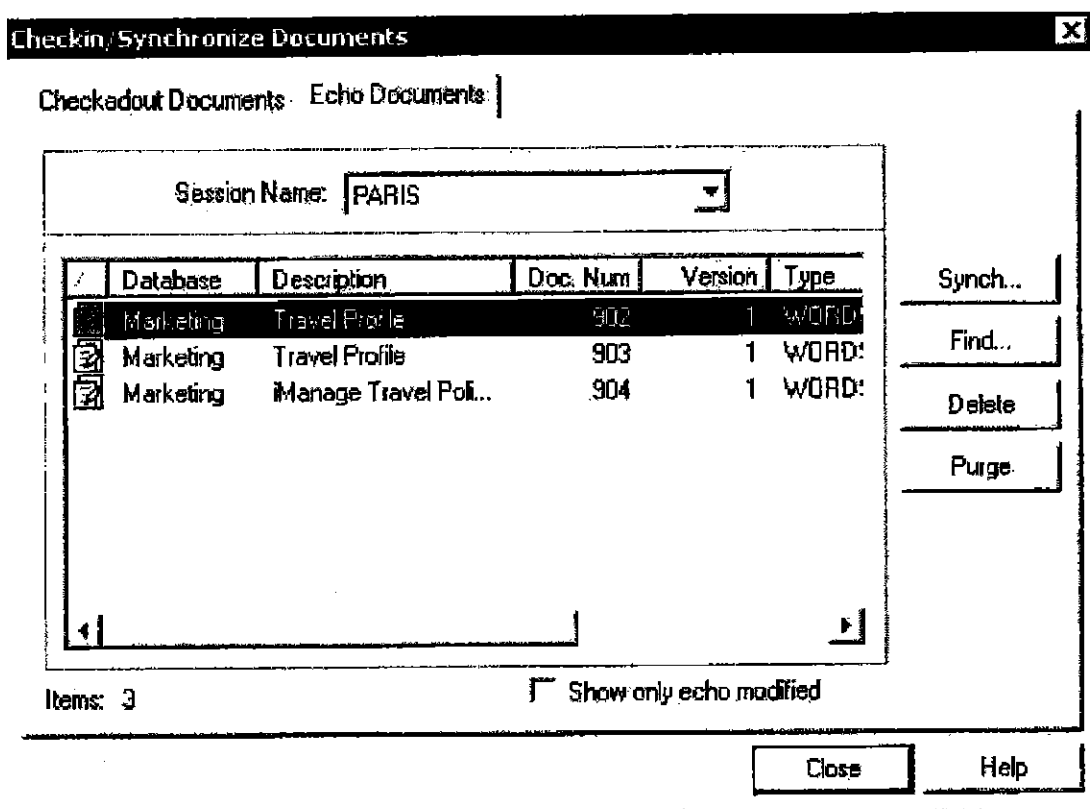 Checkin/Synchronize Documents
Checkadout Documents Echo Documents
Session Name: PARIS
/ Database Description Doc. Num Version Type
Marketing Travel Profile 902 1 WORD
Marketing Travel Profile 903 1 WORDS
Marketing iManage Travel Poli... 904 1 WORDS
Synch...
Find...
Delete
Purge
Items: 3
Show only echo modified
Close Help